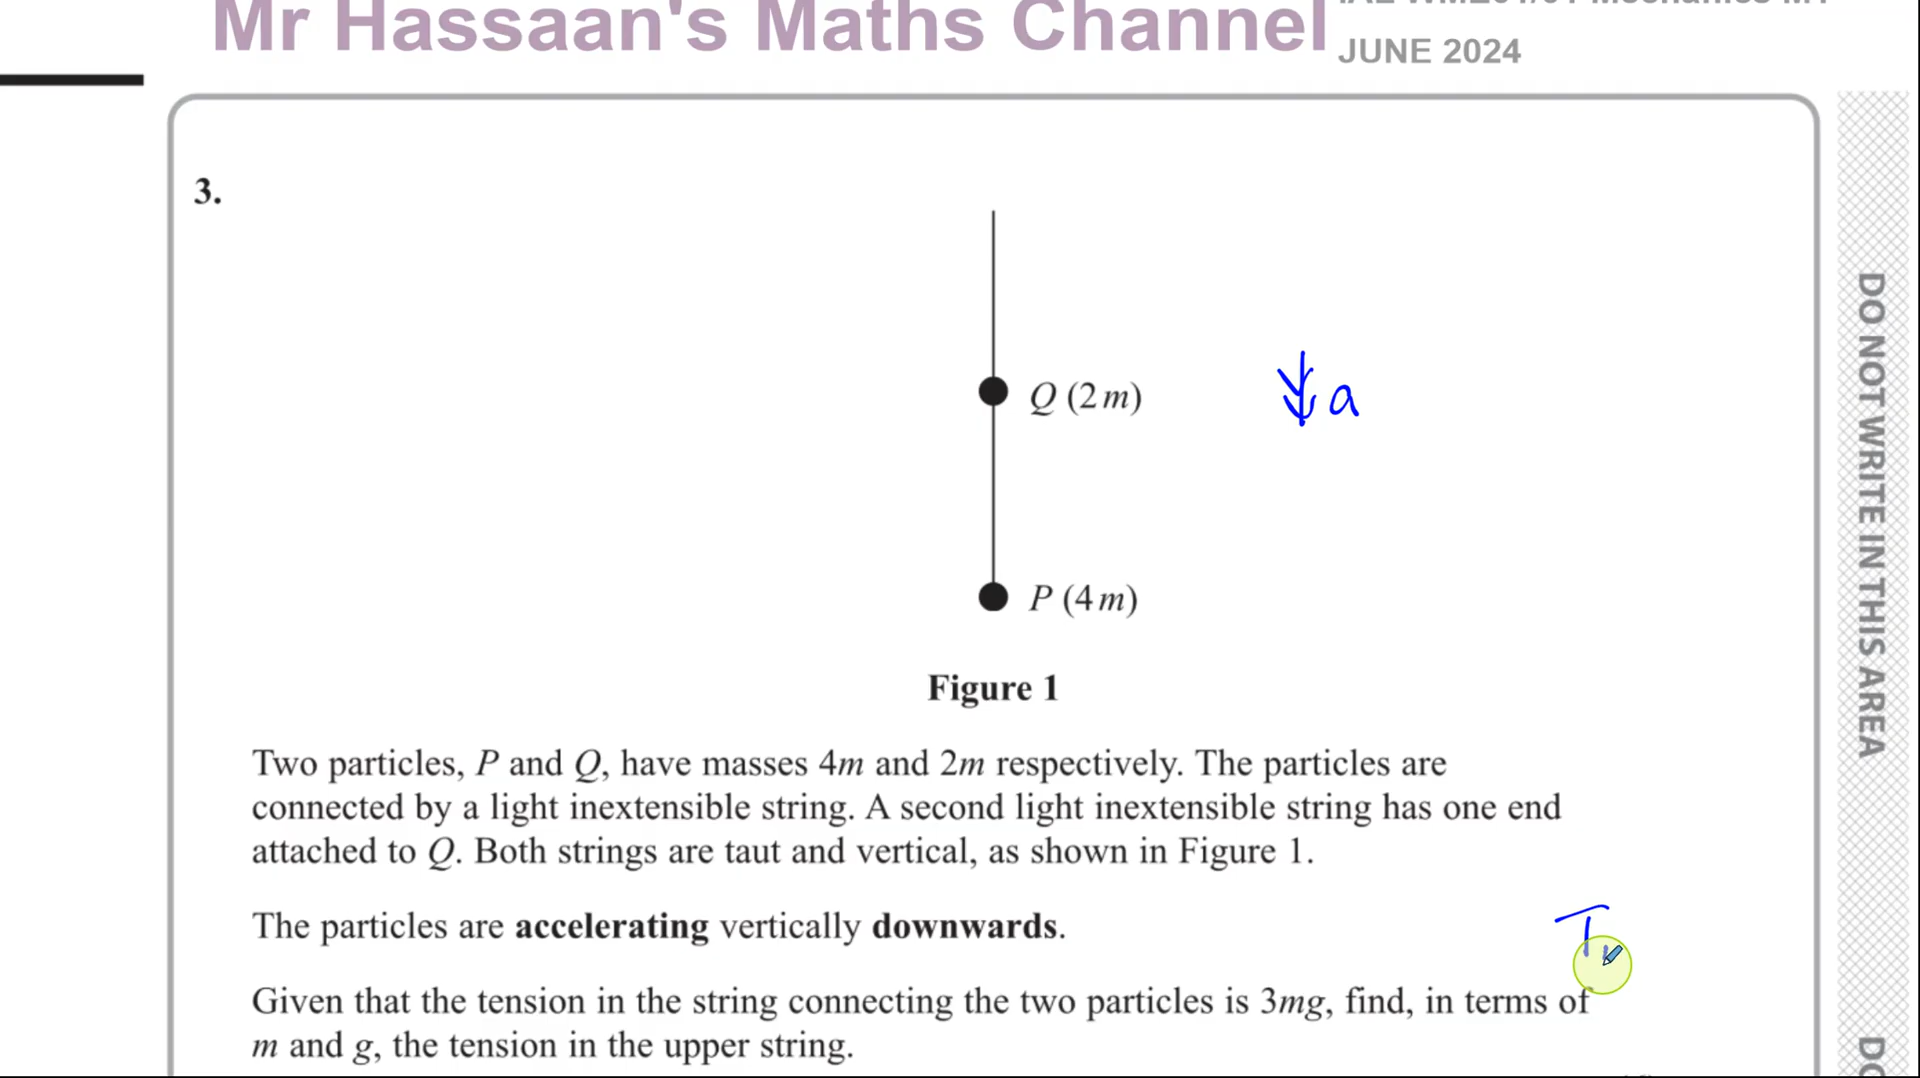 Mr Hassaan's Maths Channel
JUNE 2024
3.
Q (2m)
a
P (4m)
Figure 1
Two particles, P and Q, have masses 4m and 2m respectively. The particles are
connected by a light inextensible string. A second light inextensible string has one end
attached to Q. Both strings are taut and vertical, as shown in Figure 1.
The particles are accelerating vertically downwards.
T
Given that the tension in the string connecting the two particles is 3mg, find, in terms of
m and g, the tension in the upper string.
DO NOT WRITE IN THIS AREA